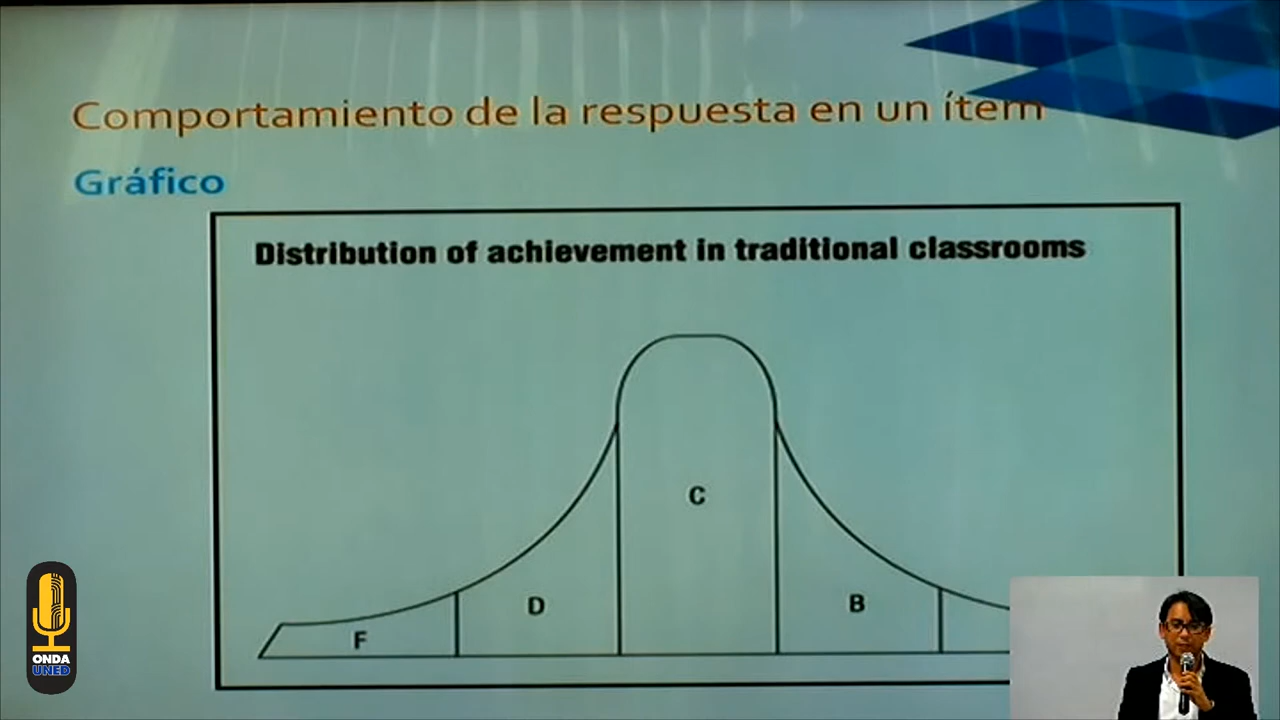 Comportamiento de la respuesta en un ítem
Gráfico
Distribution of achievement in traditional classrooms
C
D
B
F
ONDA
UNED